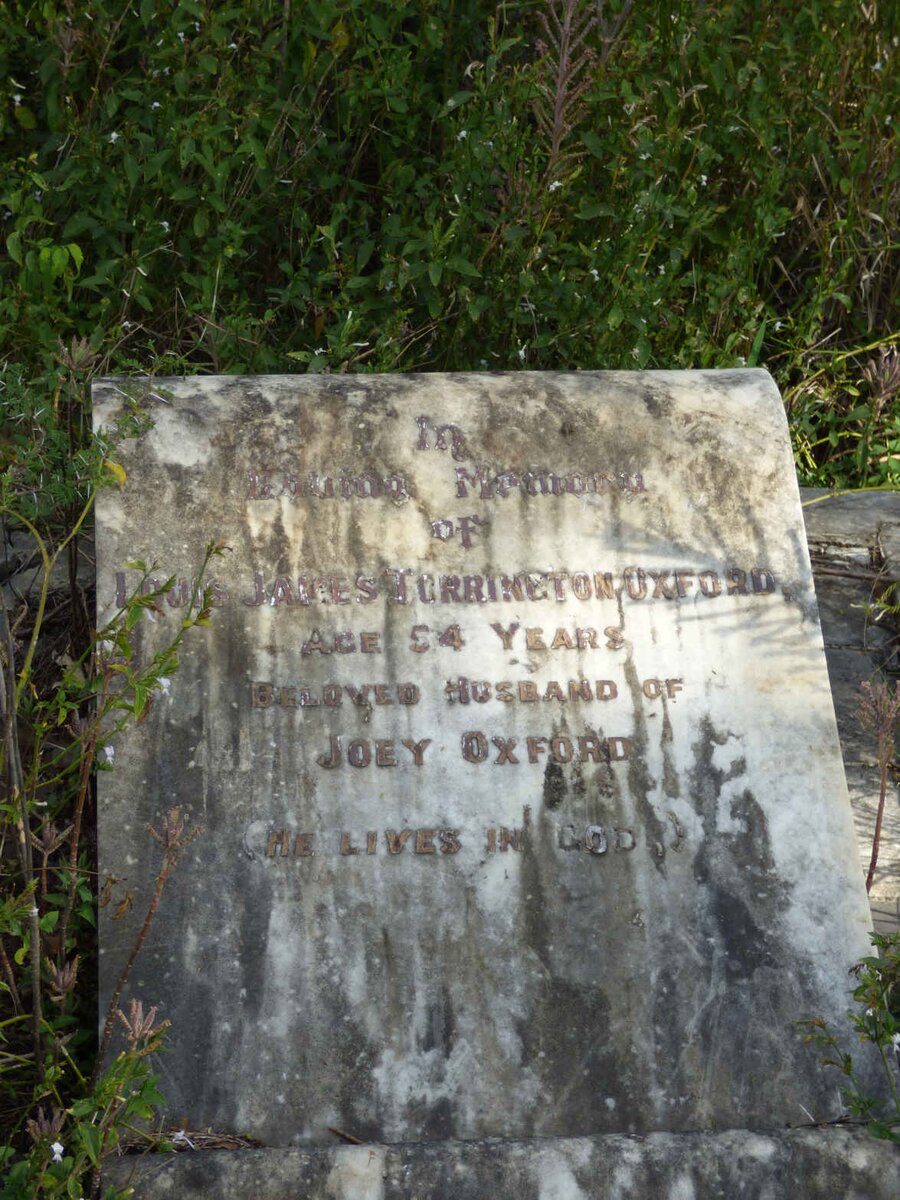 In
Loving Memory
of
Louis James Torrington Oxford,
Age Years
Beloved Husband of
Joey Oxford
(He lives in God)